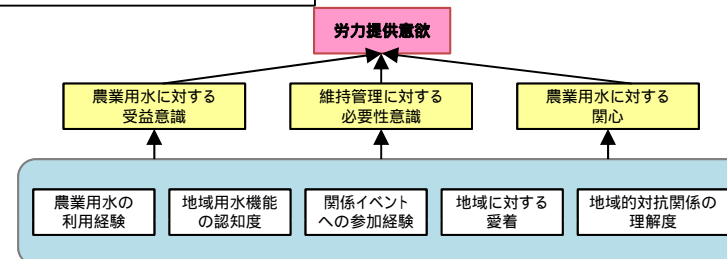 労力提供意欲
農業用水に対する
受益意識
維持管理に対する
必要性意識
農業用水に対する
関心
農業用水の
利用経験
地域用水機能
の認知度
関係イベント
への参加経験
地域に対する
愛着
地域的対抗関係の
理解度